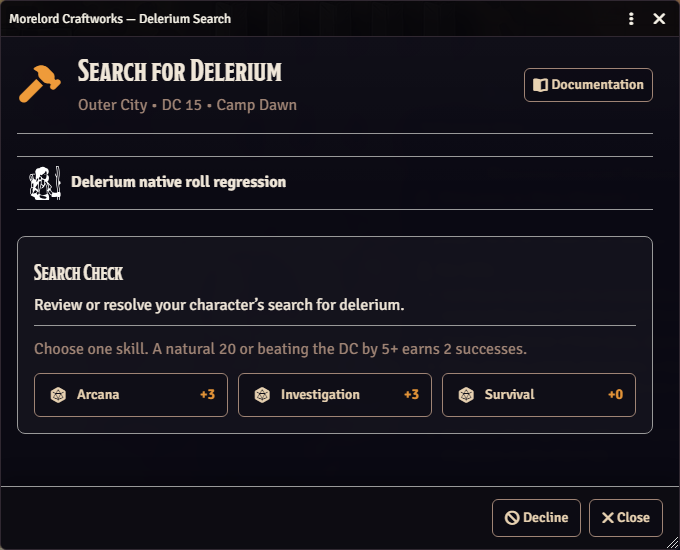 Morelord Craftworks — Delerium Search
Search for Delerium
Outer City • DC 15 • Camp Dawn
Documentation
Delerium native roll regression
Search Check
Review or resolve your character's search for delerium.
Choose one skill. A natural 20 or beating the DC by 5+ earns 2 successes.
Arcana +3 Investigation +3 Survival +0
Decline Close